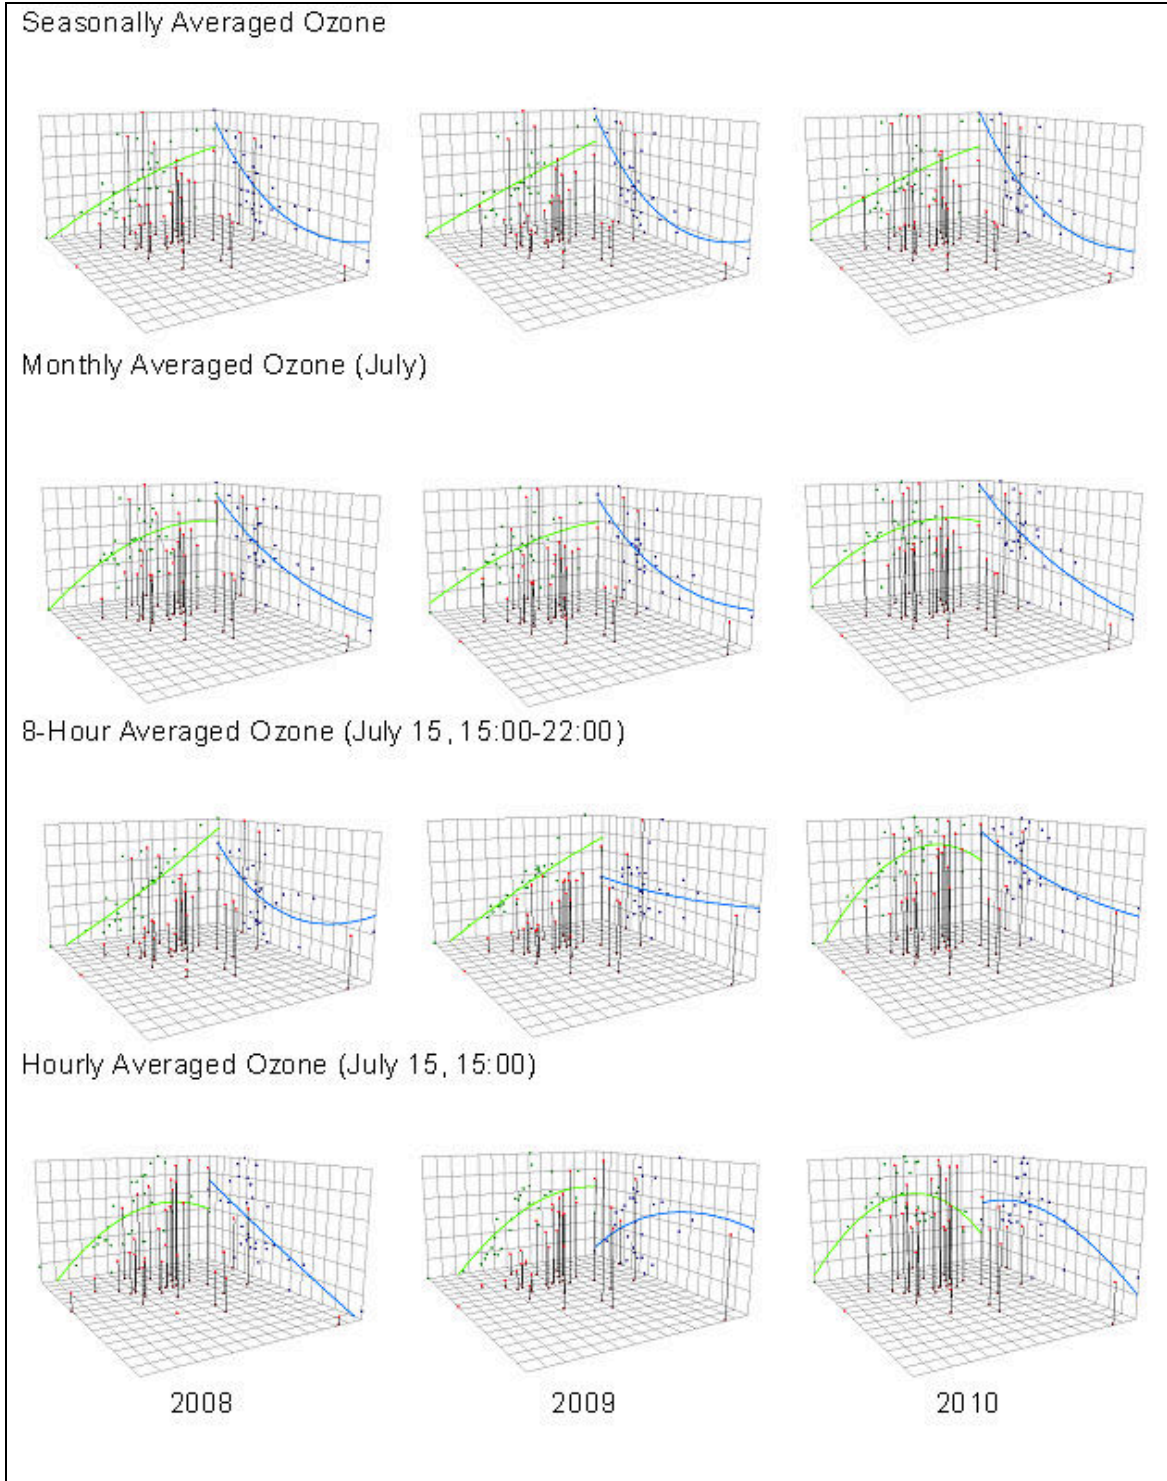 Seasonally Averaged Ozone
Monthly Averaged Ozone (July)
8-Hour Averaged Ozone (July 15, 15:00-22:00)
Hourly Averaged Ozone (July 15, 15:00)
2008 2009 2010